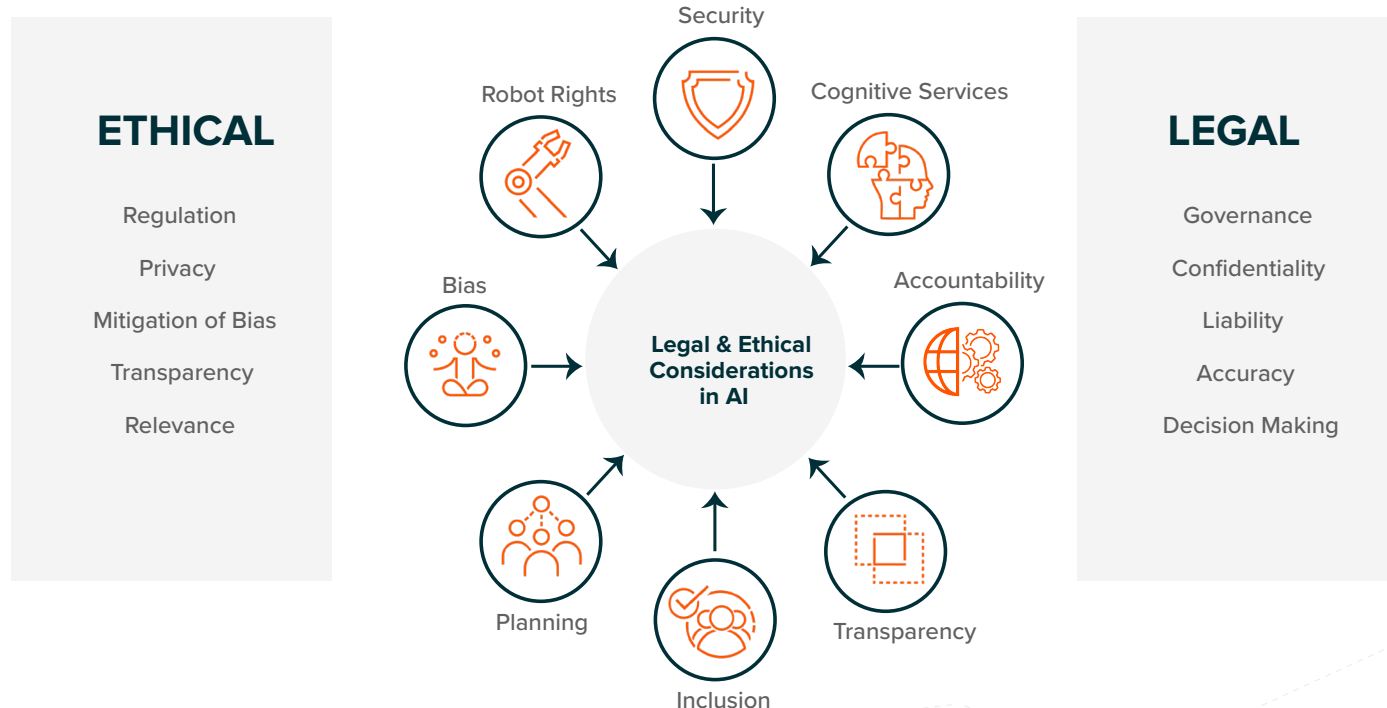 ETHICAL
Regulation
Privacy
Mitigation of Bias
Transparency
Relevance
Security
Robot Rights
Cognitive Services
Bias
Accountability
Legal & Ethical
Considerations
in AI
Planning
Transparency
Inclusion
LEGAL
Governance
Confidentiality
Liability
Accuracy
Decision Making